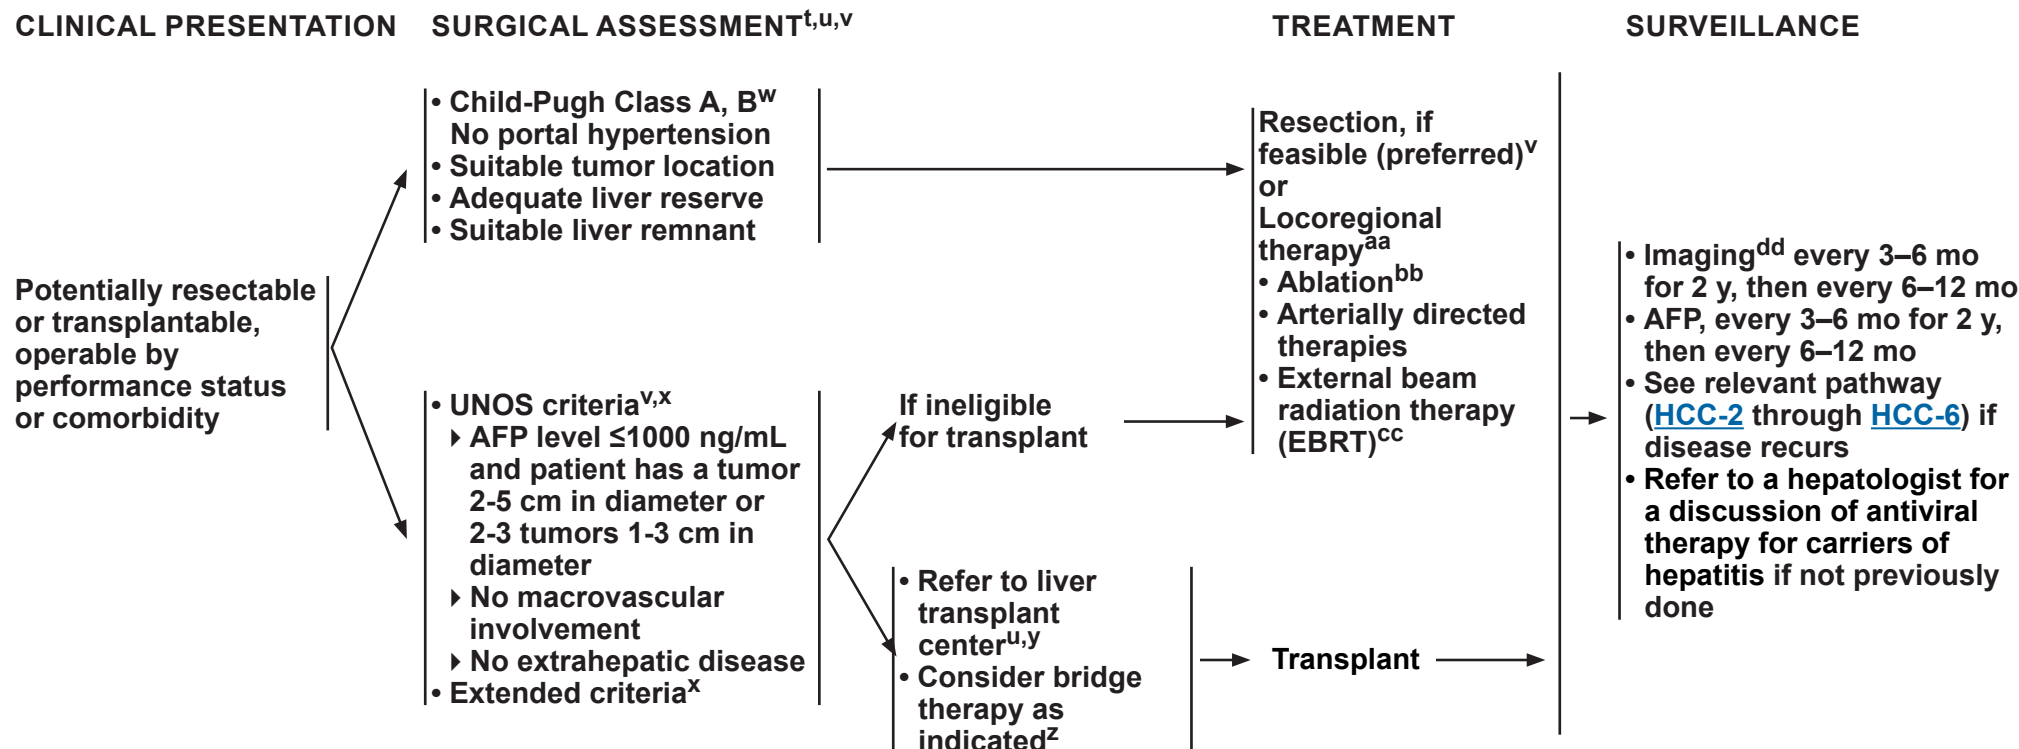 CLINICAL PRESENTATION
SURGICAL ASSESSMENTt,u,v
TREATMENT
SURVEILLANCE
Potentially resectable
or transplantable,
operable by
performance status
or comorbidity
• Child-Pugh Class A, Bw
No portal hypertension
• Suitable tumor location
• Adequate liver reserve
• Suitable liver remnant
• UNOS criteriav,x
▸ AFP level ≤1000 ng/mL
and patient has a tumor
2-5 cm in diameter or
2-3 tumors 1-3 cm in
diameter
▸ No macrovascular
involvement
▸ No extrahepatic disease
• Extended criteriax
If ineligible
for transplant
• Refer to liver
transplant
centeru,y
• Consider bridge
therapy as
indicatedz
Resection, if
feasible (preferred)v
or
Locoregional
therapyaa
• Ablationbb
• Arterially directed
therapies
• External beam
radiation therapy
(EBRT)cc
Transplant
• Imagingdd every 3–6 mo
for 2 y, then every 6–12 mo
• AFP, every 3–6 mo for 2 y,
then every 6–12 mo
• See relevant pathway
(HCC-2 through HCC-6) if
disease recurs
• Refer to a hepatologist for
a discussion of antiviral
therapy for carriers of
hepatitis if not previously
done